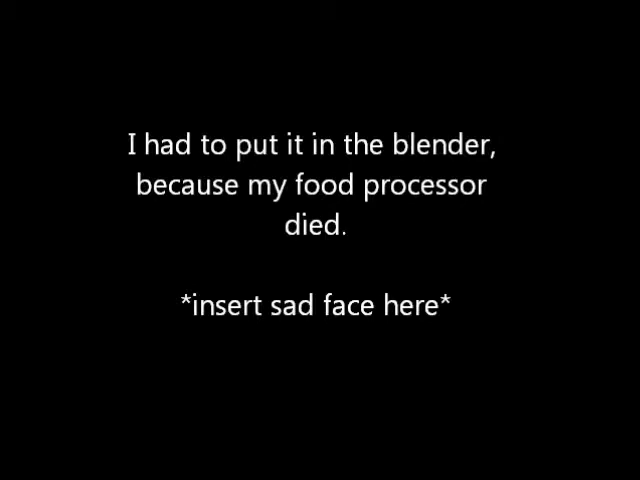 I had to put it in the blender,
because my food processor
died.
*insert sad face here*